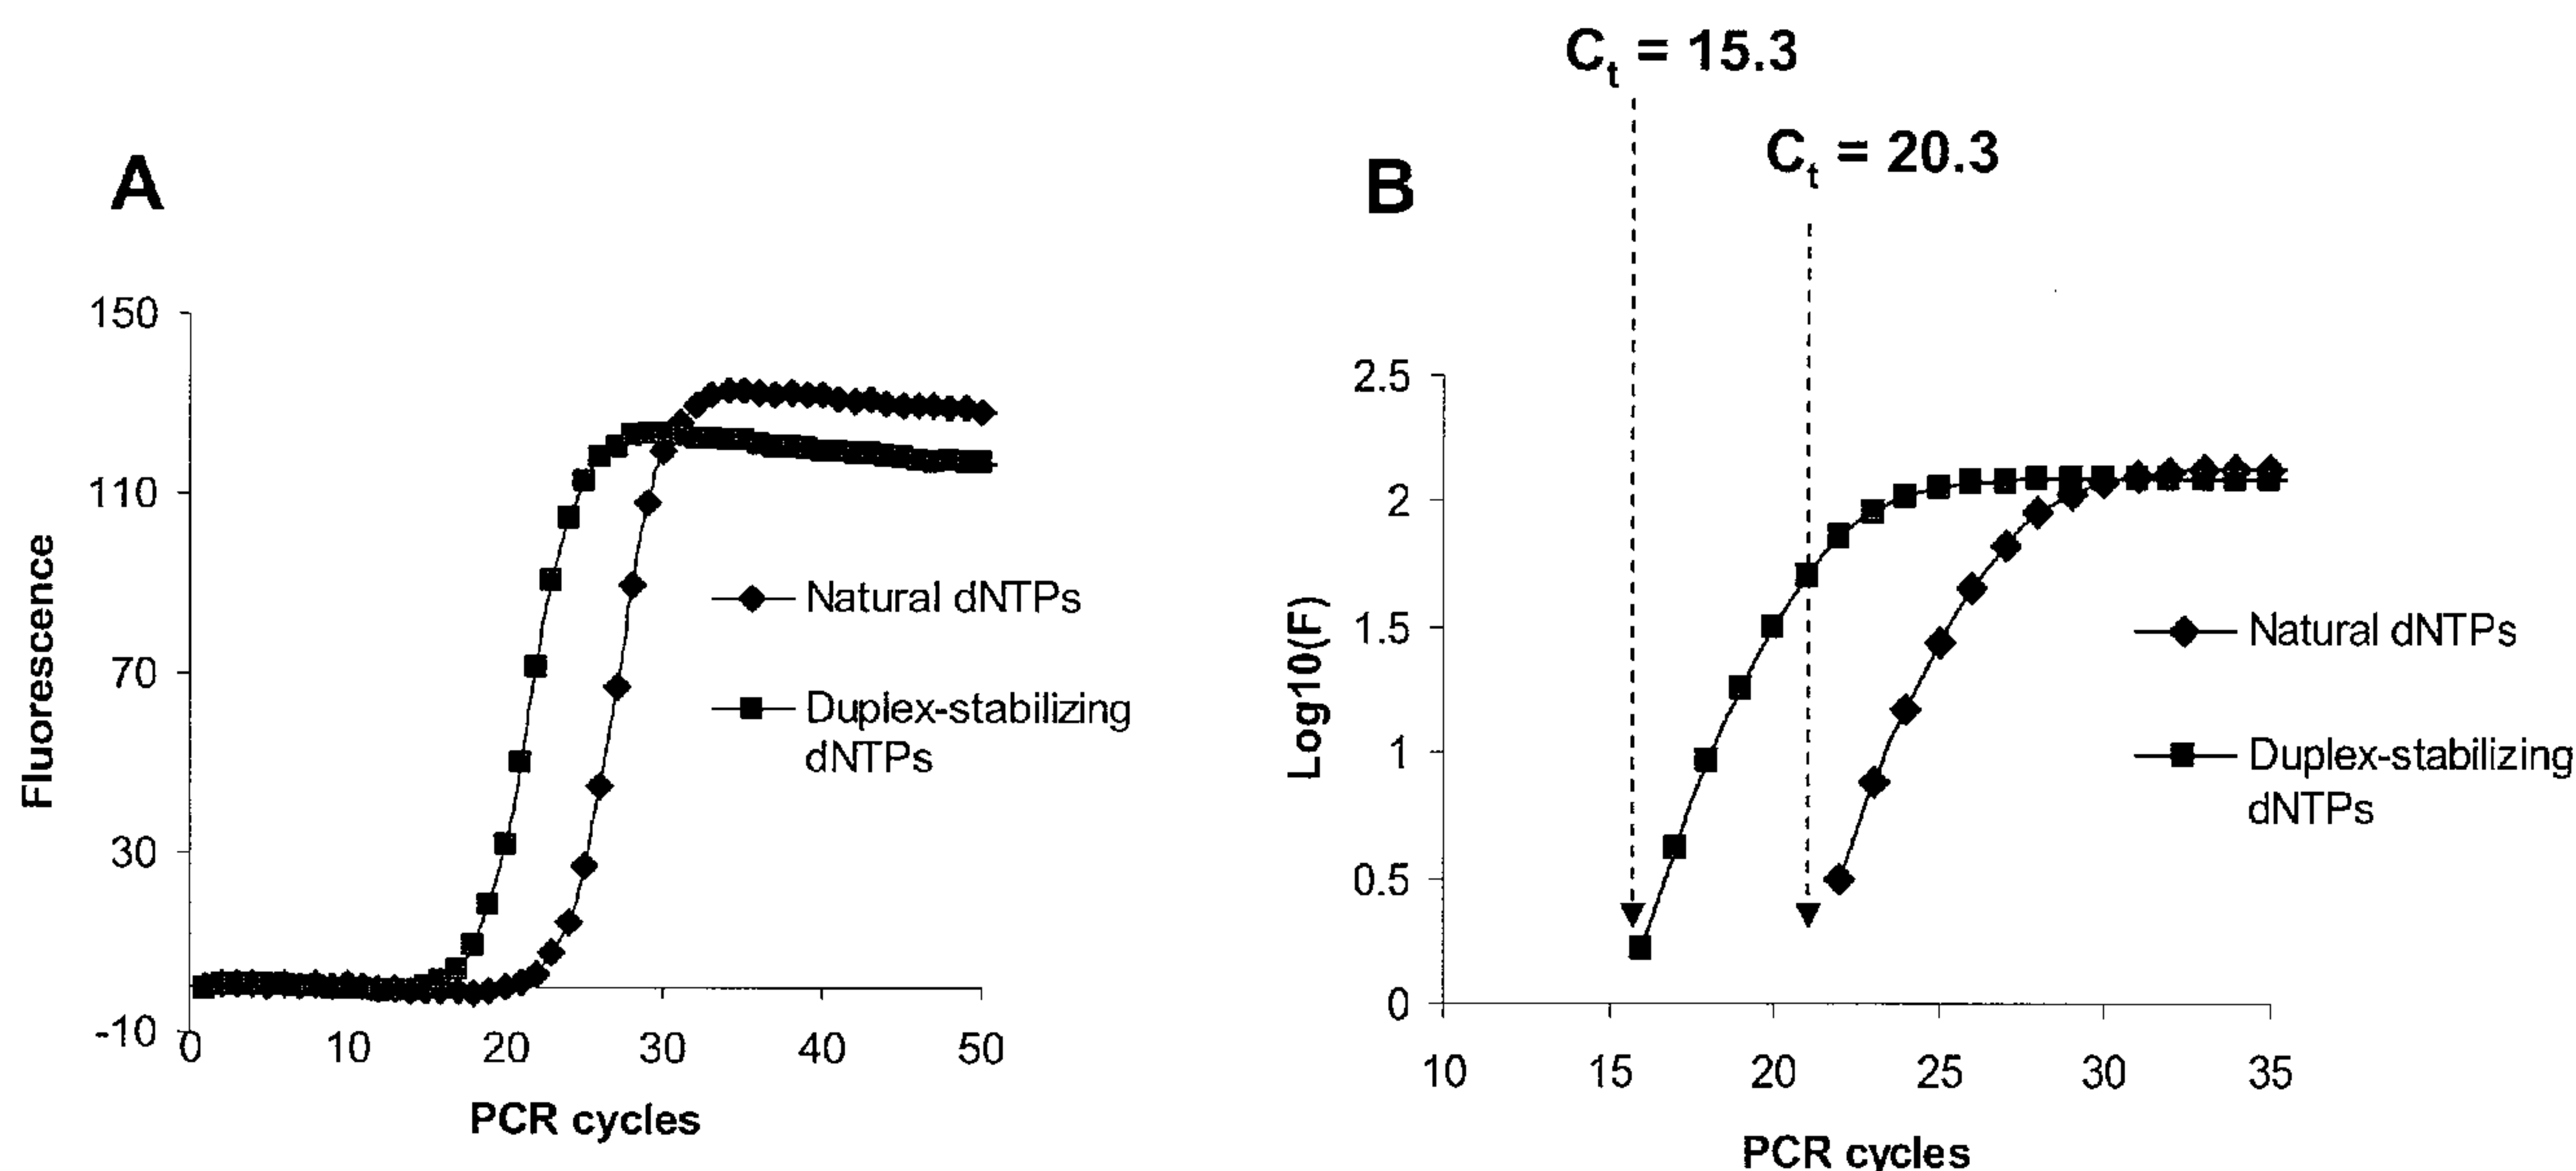 A
150
110
70
30
-10
0 10 20 30 40 50
Fluorescence
PCR cycles
Natural dNTPs
Duplex-stabilizing
dNTPs
B
Ct = 15.3
Ct = 20.3
2.5
2
1.5
1
0.5
0
10 15 20 25 30 35
Log10(F)
PCR cycles
Natural dNTPs
Duplex-stabilizing
dNTPs